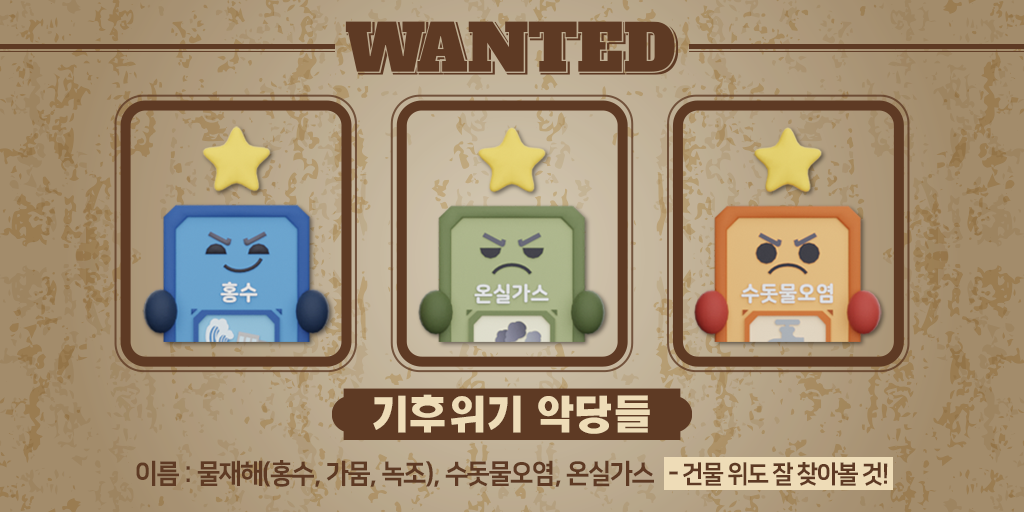 WANTED
홍수
온실가스
수돗물오염
기후위기 악당들
이름 : 물재해(홍수, 가뭄, 녹조), 수돗물오염, 온실가스 - 건물 위도 잘 찾아볼 것!